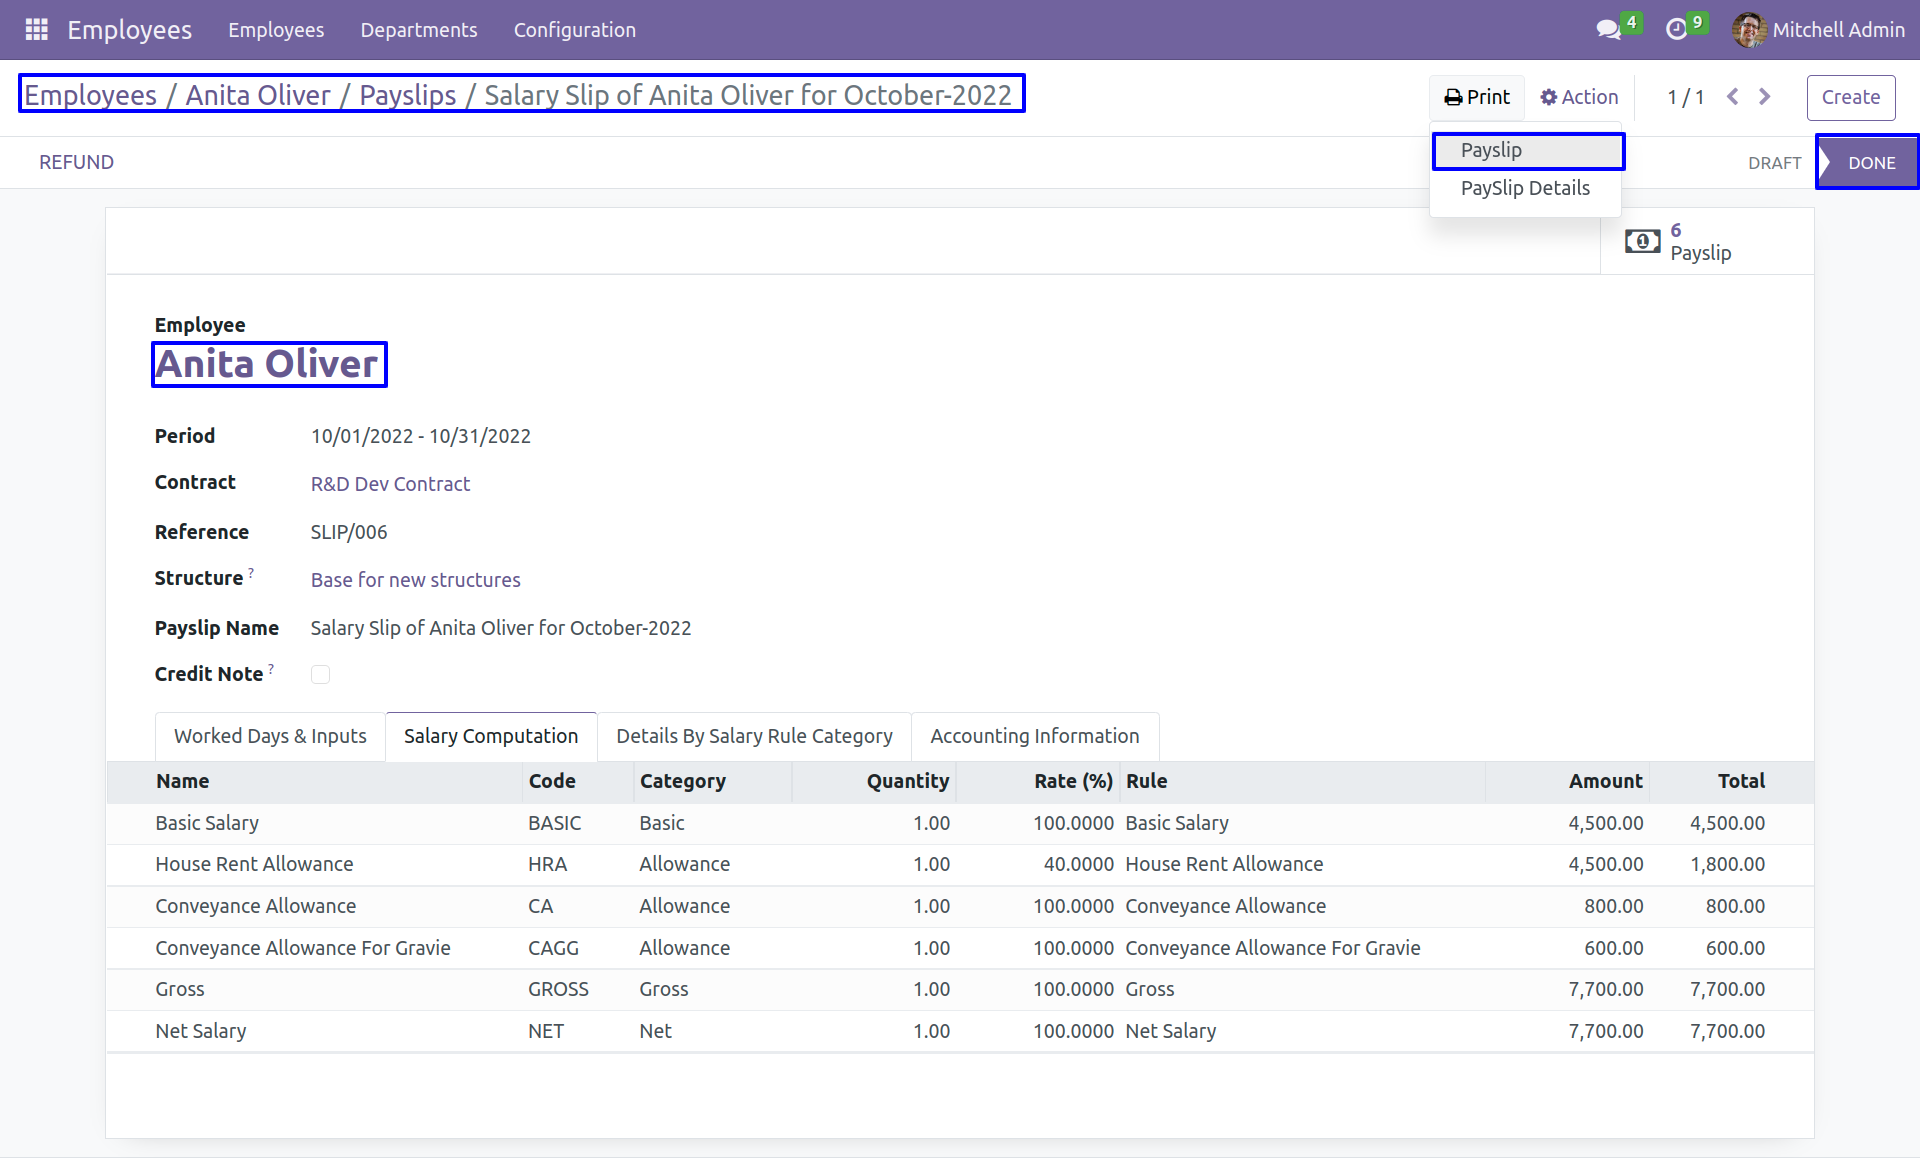 Employees Employees Departments Configuration 4 9 Mitchell Admin
Employees / Anita Oliver / Payslips / Salary Slip of Anita Oliver for October-2022 Print Action 1 / 1 Create
REFUND DRAFT DONE
Payslip
PaySlip Details
6
Payslip
Employee
Anita Oliver
Period 10/01/2022 - 10/31/2022
Contract R&D Dev Contract
Reference SLIP/006
Structure ? Base for new structures
Payslip Name Salary Slip of Anita Oliver for October-2022
Credit Note ?
Worked Days & Inputs Salary Computation Details By Salary Rule Category Accounting Information
Name Code Category Quantity Rate (%) Rule Amount Total
Basic Salary BASIC Basic 1.00 100.0000 Basic Salary 4,500.00 4,500.00
House Rent Allowance HRA Allowance 1.00 40.0000 House Rent Allowance 4,500.00 1,800.00
Conveyance Allowance CA Allowance 1.00 100.0000 Conveyance Allowance 800.00 800.00
Conveyance Allowance For Gravie CAGG Allowance 1.00 100.0000 Conveyance Allowance For Gravie 600.00 600.00
Gross GROSS Gross 1.00 100.0000 Gross 7,700.00 7,700.00
Net Salary NET Net 1.00 100.0000 Net Salary 7,700.00 7,700.00